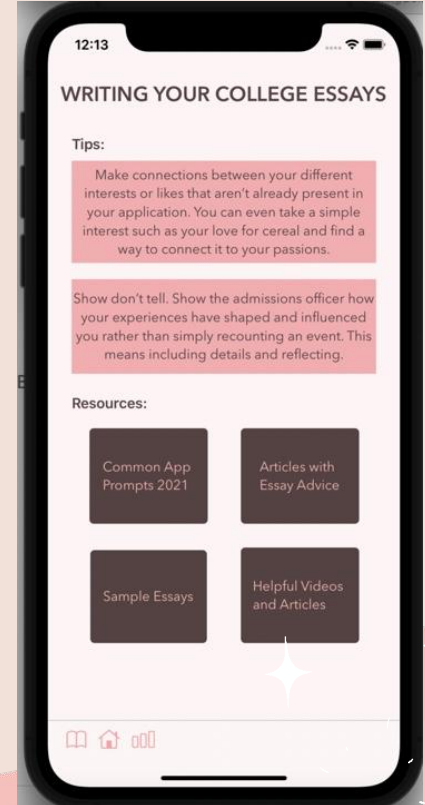 12:13
WRITING YOUR COLLEGE ESSAYS
Tips:
Make connections between your different
interests or likes that aren't already present in
your application. You can even take a simple
interest such as your love for cereal and find a
way to connect it to your passions.
Show don't tell. Show the admissions officer how
your experiences have shaped and influenced
you rather than simply recounting an event. This
means including details and reflecting.
Resources:
Common App
Prompts 2021
Articles with
Essay Advice
Sample Essays
Helpful Videos
and Articles